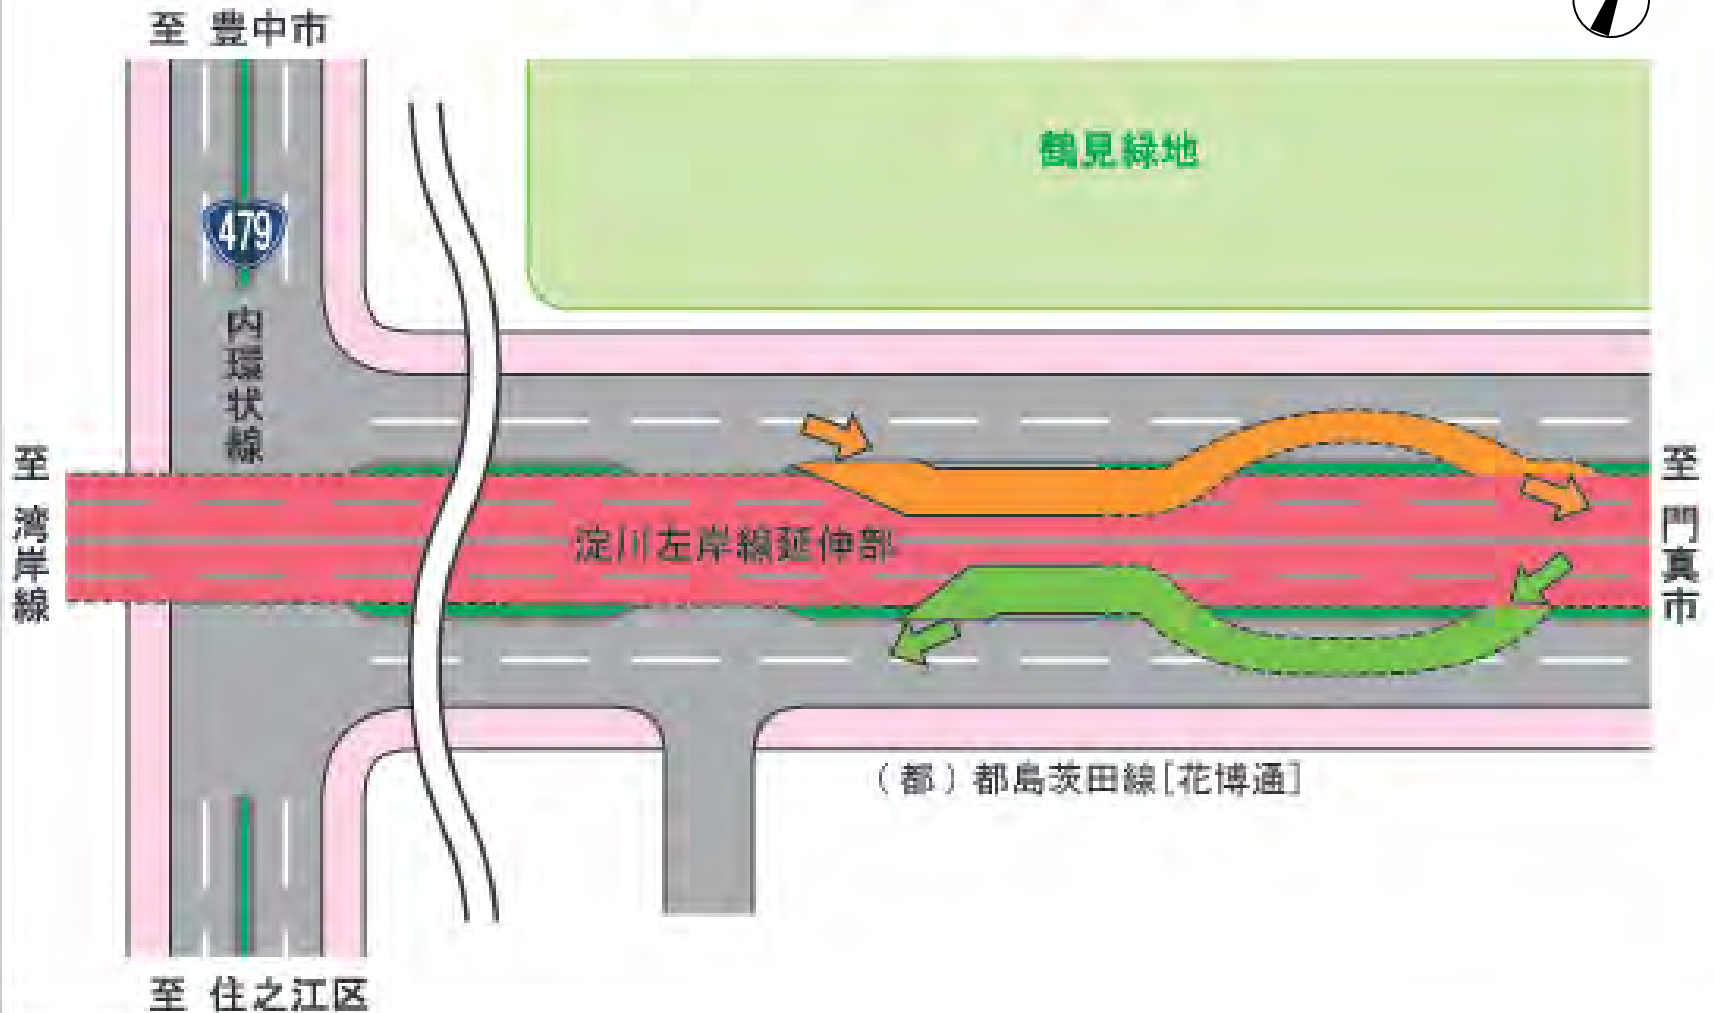 至 豊中市
鶴見緑地
479
内環状線
至 湾岸線
淀川左岸線延伸部
至 門真市
(都)都島茨田線[花博通]
至 住之江区